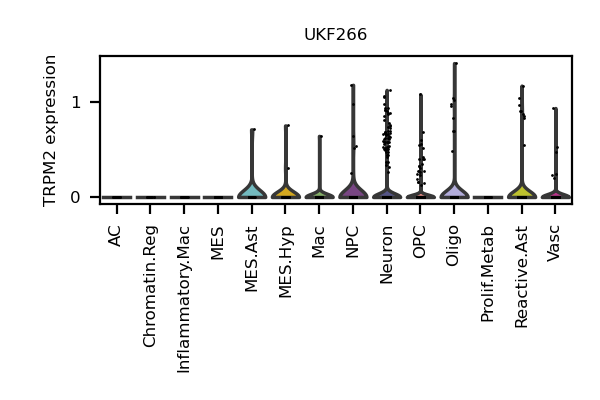 UKF266
TRPM2 expression
1
0
AC
Chromatin.Reg
Inflammatory.Mac
MES
MES.Ast
MES.Hyp
Mac
NPC
Neuron
OPC
Oligo
Prolif.Metab
Reactive.Ast
Vasc